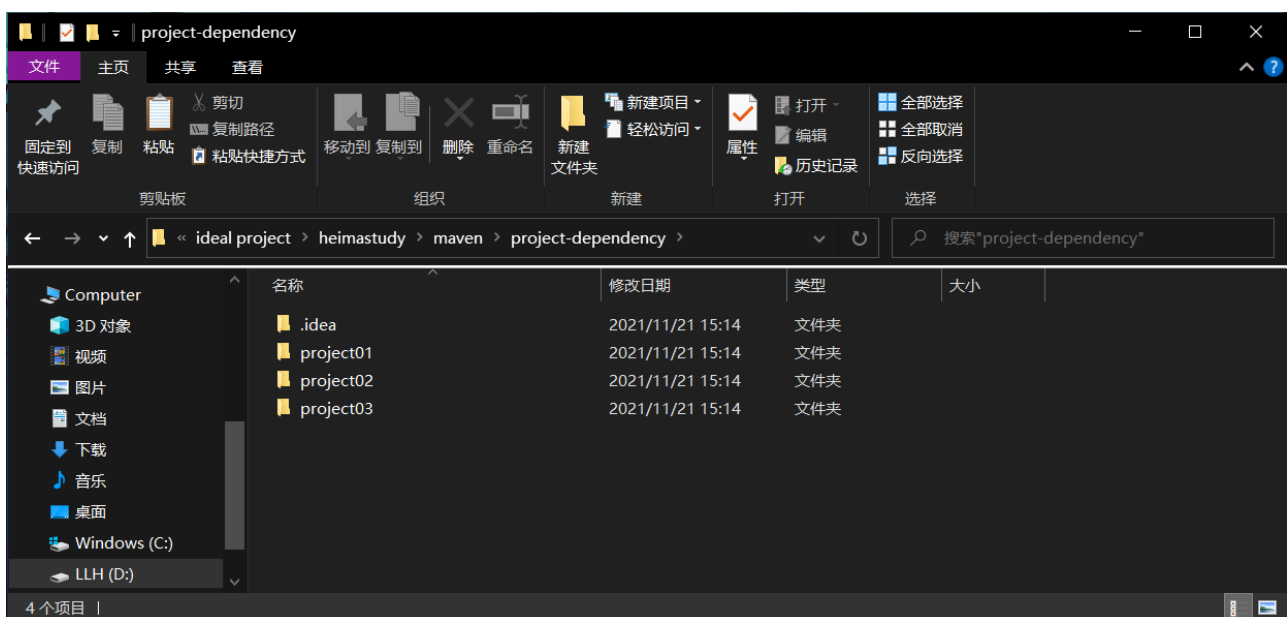 project-dependency
文件 主页 共享 查看
固定到
快速访问
复制
粘贴
剪切
复制路径
粘贴快捷方式
剪贴板
移动到 复制到 删除 重命名
组织
新建
文件夹
新建项目
轻松访问
新建
属性
打开
编辑
历史记录
打开
全部选择
全部取消
反向选择
选择
« ideal project > heimastudy > maven > project-dependency >
搜索"project-dependency"
Computer
3D 对象
视频
图片
文档
下载
音乐
桌面
Windows (C:)
LLH (D:)
名称 修改日期 类型 大小
.idea 2021/11/21 15:14 文件夹
project01 2021/11/21 15:14 文件夹
project02 2021/11/21 15:14 文件夹
project03 2021/11/21 15:14 文件夹
4 个项目